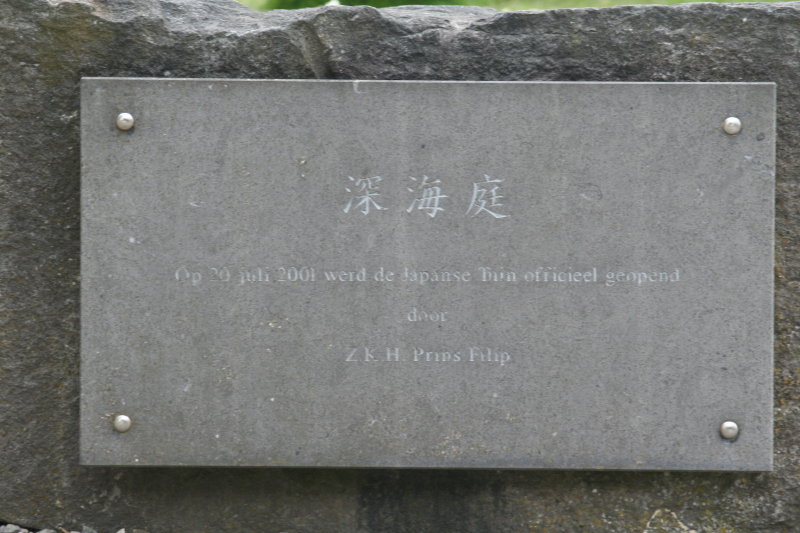 深海庭
Op 20 juli 2001 werd de Japanse Tuin officieel geopend
door
Z.K.H. Prins Filip